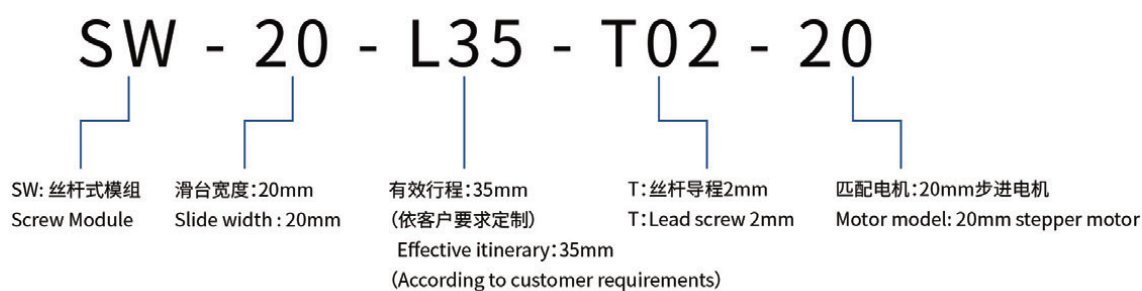 SW - 20 - L35 - T02 - 20
SW: 丝杆式模组
Screw Module
滑台宽度:20mm
Slide width : 20mm
有效行程:35mm
(依客户要求定制)
Effective itinerary:35mm
(According to customer requirements)
T:丝杆导程2mm
T:Lead screw 2mm
匹配电机:20mm步进电机
Motor model: 20mm stepper motor